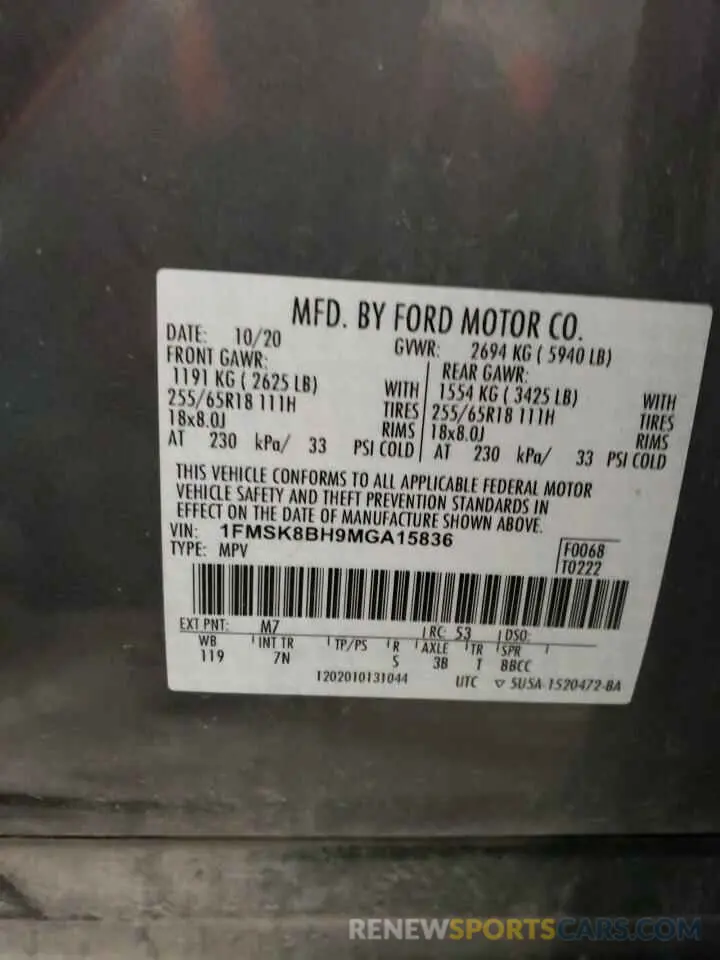 MFD. BY FORD MOTOR CO.
DATE: 10/20 GVWR: 2694 KG ( 5940 LB)
FRONT GAWR: REAR GAWR:
1191 KG ( 2625 LB) WITH 1554 KG ( 3425 LB) WITH
255/65R18 111H TIRES 255/65R18 111H TIRES
18x8.0J RIMS 18x8.0J RIMS
AT 230 kPa/ 33 PSI COLD AT 230 kPa/ 33 PSI COLD
THIS VEHICLE CONFORMS TO ALL APPLICABLE FEDERAL MOTOR
VEHICLE SAFETY AND THEFT PREVENTION STANDARDS IN
EFFECT ON THE DATE OF MANUFACTURE SHOWN ABOVE.
VIN: 1FMSK8BH9MGA15836
TYPE: MPV
F0068
T0222
EXT PNT: M7 RC: 53 DSO:
WB INT TR TP/PS R AXLE TR SPR
119 7N S 3B T BBCC
1202010131044 UTC ▽ 5USA-1520472-BA
RENEWSPORTSCARS.COM